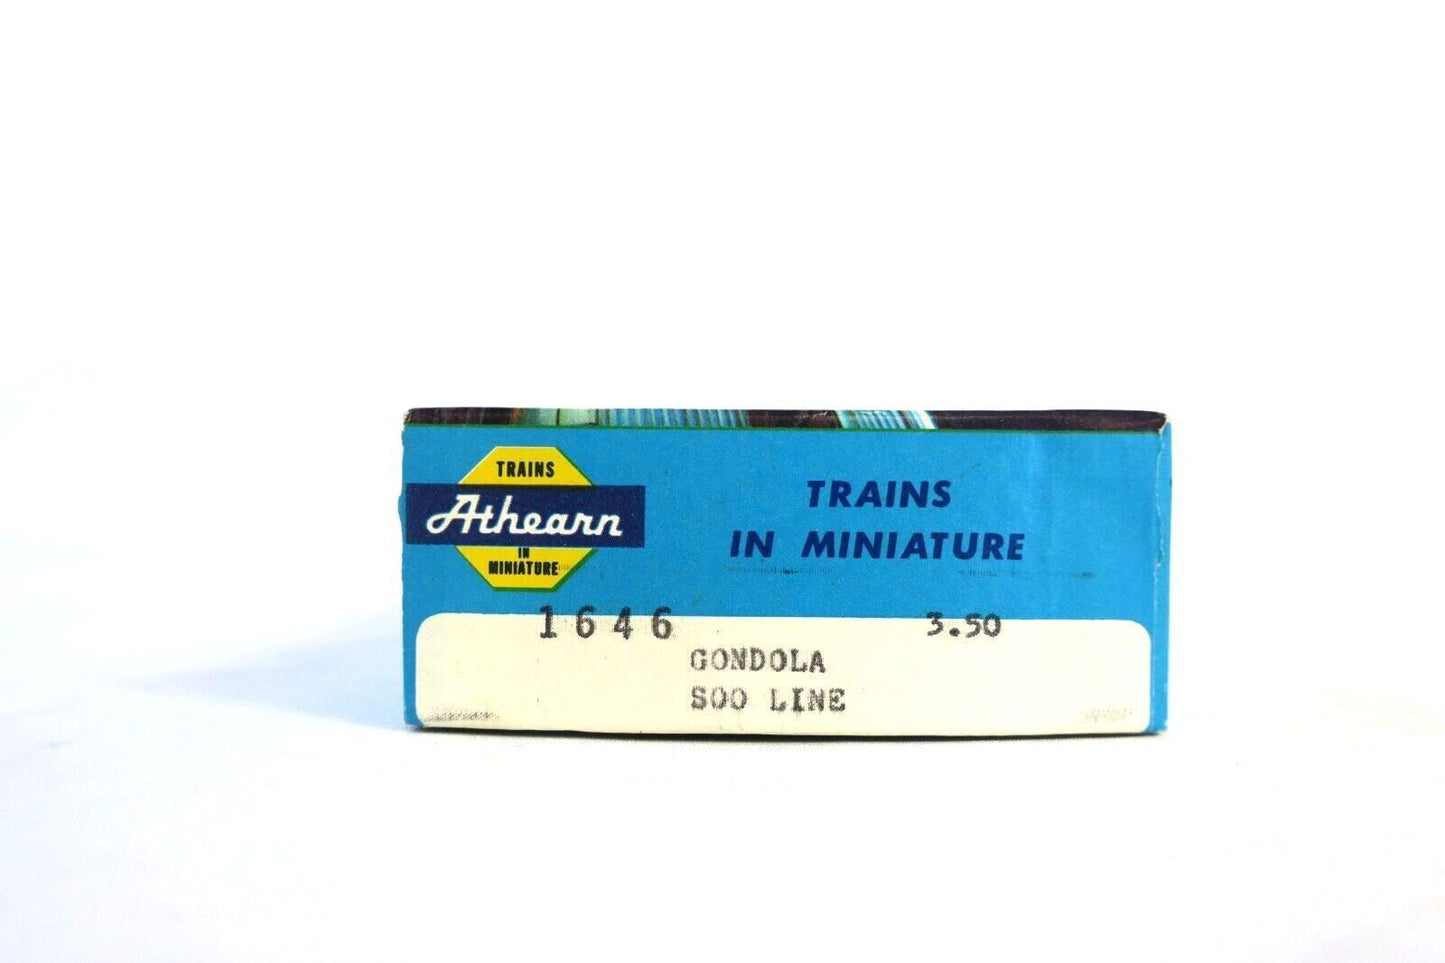 TRAINS
Athearn
IN
MINIATURE
TRAINS
IN MINIATURE
1646 3.50
GONDOLA
SOO LINE